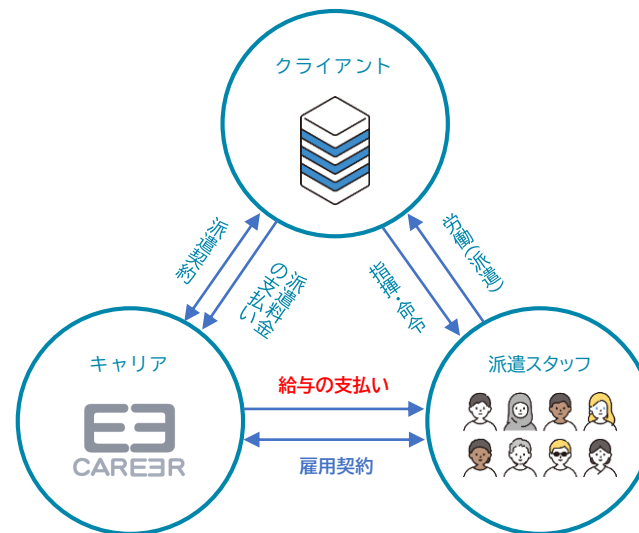 クライアント
派遣契約
派遣料金
の支払い
指揮・命令
労働(派遣)
キャリア
E3
CAREƎR
給与の支払い
雇用契約
派遣スタッフ